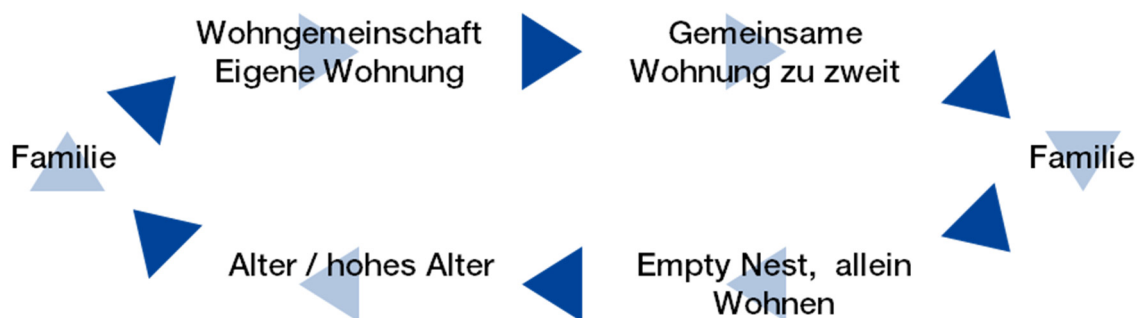 Wohngemeinschaft
Eigene Wohnung
Gemeinsame
Wohnung zu zweit
Familie
Familie
Alter / hohes Alter
Empty Nest, allein
Wohnen